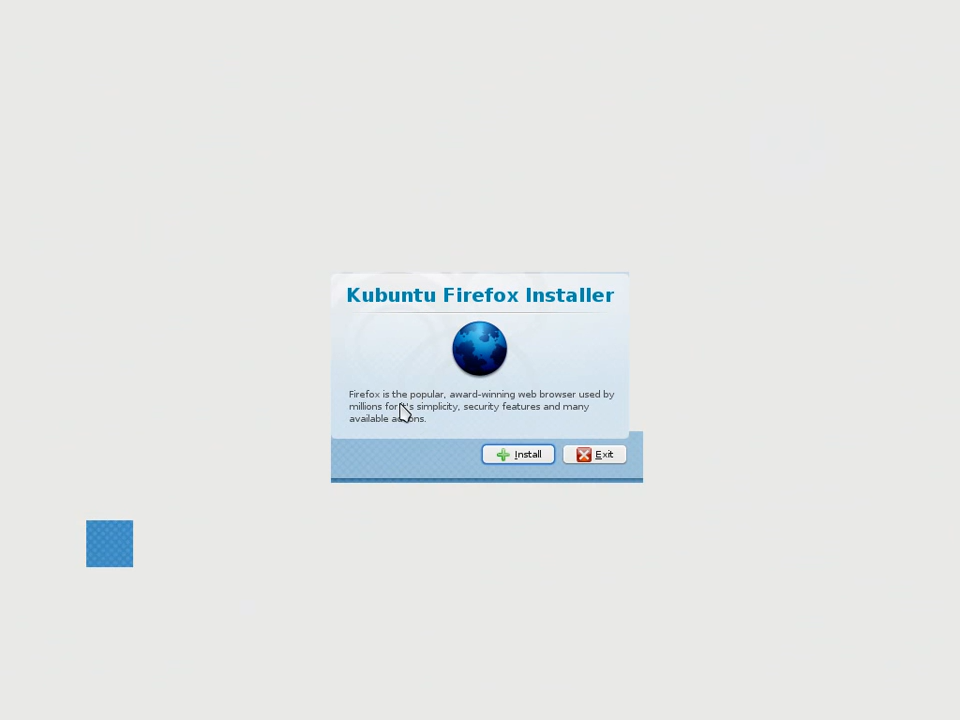 Kubuntu Firefox Installer
Firefox is the popular, award-winning web browser used by
millions for simplicity, security features and many
available
Install
Exit